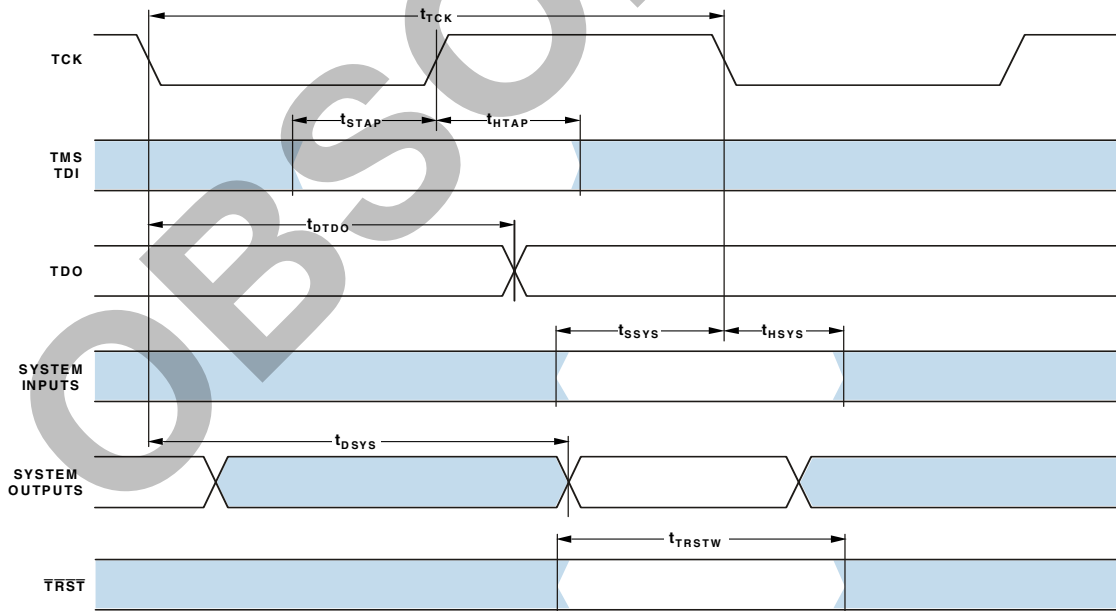 tTCK
TCK
tSTAP
tHTAP
TMS
TDI
tDTDO
TDO
tSSYS
tHSYS
SYSTEM
INPUTS
tDSYS
SYSTEM
OUTPUTS
tTRSTW
TRST
OBSO